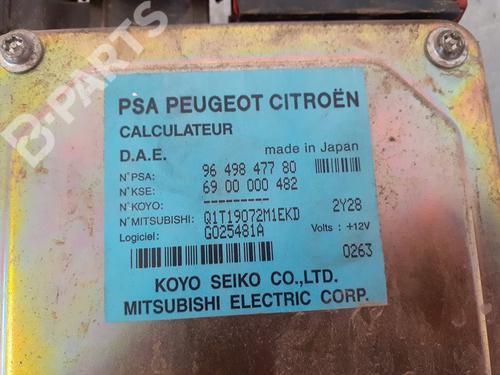 B-PARTS
PSA PEUGEOT CITROËN
CALCULATEUR
D.A.E. made in Japan
N°PSA: 96 498 477 80
N°KSE: 69 00 000 482
N°KOYO: ---------
N°MITSUBISHI: Q1T19072M1EKD 2Y28
Logiciel: G025481A Volts : +12V
0263
KOYO SEIKO CO.,LTD.
MITSUBISHI ELECTRIC CORP.